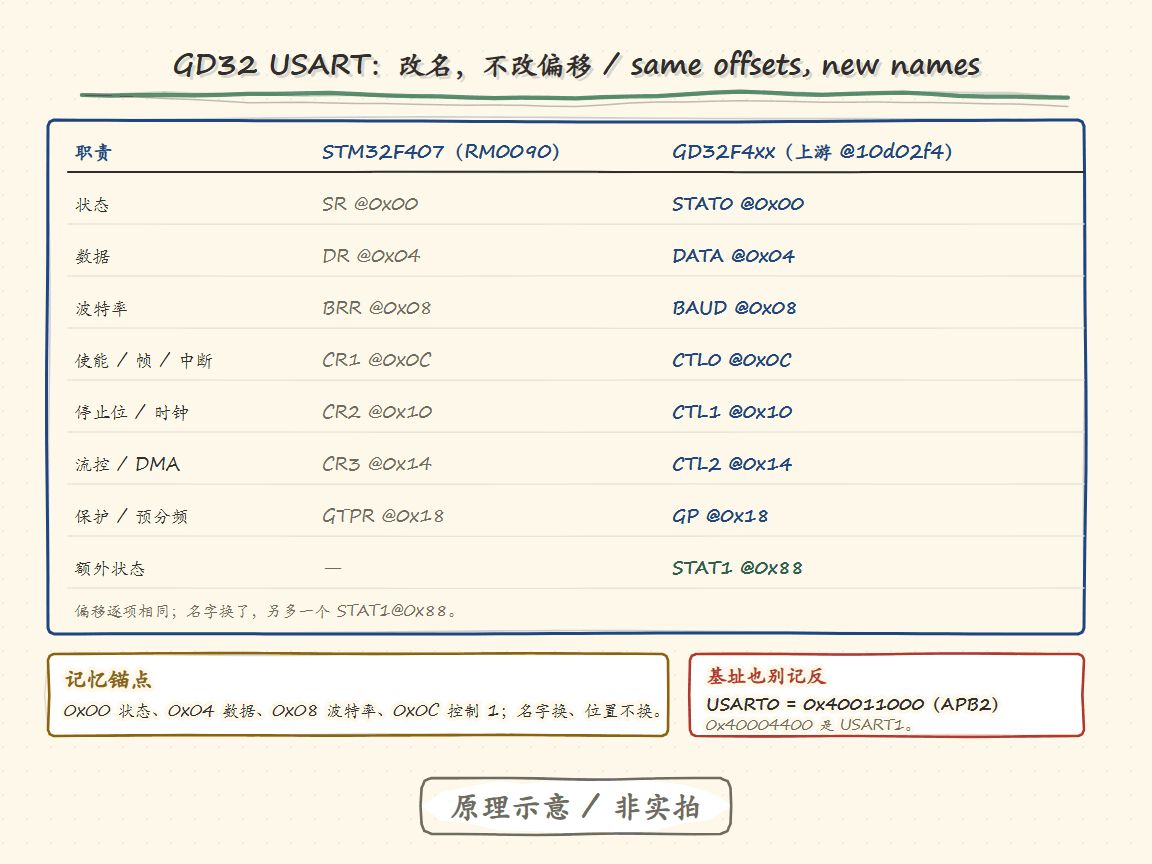 GD32 USART: 改名，不改偏移 / same offsets, new names
职责 STM32F407（RM0090） GD32F4xx（上游 @10d02f4）
状态 SR @0x00 STAT0 @0x00
数据 DR @0x04 DATA @0x04
波特率 BRR @0x08 BAUD @0x08
使能 / 帧 / 中断 CR1 @0x0C CTL0 @0x0C
停止位 / 时钟 CR2 @0x10 CTL1 @0x10
流控 / DMA CR3 @0x14 CTL2 @0x14
保护 / 预分频 GTPR @0x18 GP @0x18
额外状态 — STAT1 @0x88
偏移逐项相同；名字换了，另多一个 STAT1@0x88。
记忆锚点
0x00 状态、0x04 数据、0x08 波特率、0x0C 控制 1；名字换、位置不换。
基址也别记反
USART0 = 0x40011000（APB2）
0x40004400 是 USART1。
原理示意 / 非实拍